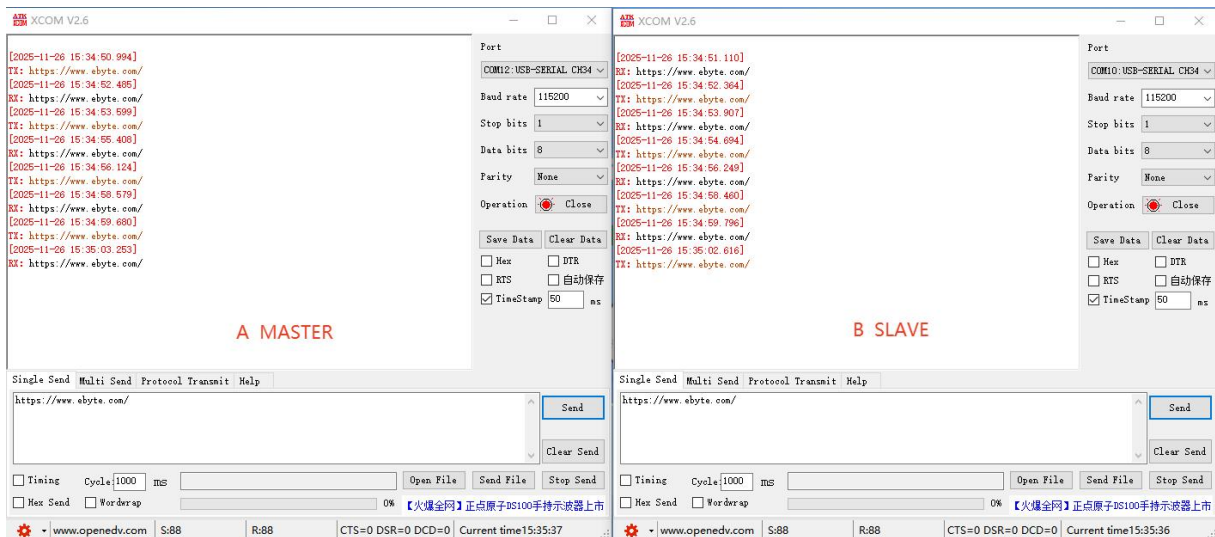 XCOM V2.6
[2025-11-26 15:34:50.994]
TX: https://www.ebyte.com/
[2025-11-26 15:34:52.485]
RX: https://www.ebyte.com/
[2025-11-26 15:34:53.599]
TX: https://www.ebyte.com/
[2025-11-26 15:34:55.408]
RX: https://www.ebyte.com/
[2025-11-26 15:34:56.124]
TX: https://www.ebyte.com/
[2025-11-26 15:34:58.579]
RX: https://www.ebyte.com/
[2025-11-26 15:34:59.680]
TX: https://www.ebyte.com/
[2025-11-26 15:35:03.253]
RX: https://www.ebyte.com/
A MASTER
Port
COM12:USB-SERIAL CH34
Baud rate 115200
Stop bits 1
Data bits 8
Parity None
Operation Close
Save Data Clear Data
Hex DTR
RTS 自动保存
TimeStamp 50 ms
Single Send Multi Send Protocol Transmit Help
https://www.ebyte.com/
Send
Clear Send
Timing Cycle: 1000 ms Open File Send File Stop Send
Hex Send Wordwrap 0% 【火爆全网】正点原子DS100手持示波器上市
www.openedv.com S:88 R:88 CTS=0 DSR=0 DCD=0 Current time15:35:37
XCOM V2.6
[2025-11-26 15:34:51.110]
RX: https://www.ebyte.com/
[2025-11-26 15:34:52.364]
TX: https://www.ebyte.com/
[2025-11-26 15:34:53.907]
RX: https://www.ebyte.com/
[2025-11-26 15:34:54.694]
TX: https://www.ebyte.com/
[2025-11-26 15:34:56.249]
RX: https://www.ebyte.com/
[2025-11-26 15:34:58.460]
TX: https://www.ebyte.com/
[2025-11-26 15:34:59.796]
RX: https://www.ebyte.com/
[2025-11-26 15:35:02.616]
TX: https://www.ebyte.com/
B SLAVE
Port
COM10:USB-SERIAL CH34
Baud rate 115200
Stop bits 1
Data bits 8
Parity None
Operation Close
Save Data Clear Data
Hex DTR
RTS 自动保存
TimeStamp 50 ms
Single Send Multi Send Protocol Transmit Help
https://www.ebyte.com/
Send
Clear Send
Timing Cycle: 1000 ms Open File Send File Stop Send
Hex Send Wordwrap 0% 【火爆全网】正点原子DS100手持示波器上市
www.openedv.com S:88 R:88 CTS=0 DSR=0 DCD=0 Current time15:35:36